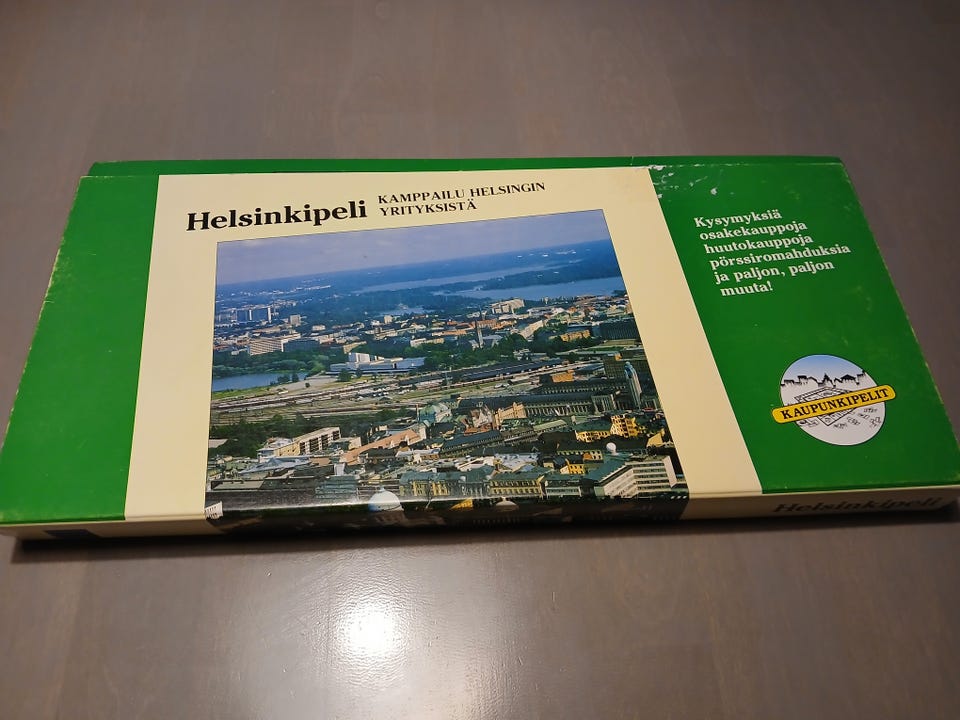 Helsinkipeli
KAMPPAILU HELSINGIN
YRITYKSISTÄ
Kysymyksiä
osakekauppoja
huutokauppoja
pörssiromahduksia
ja paljon, paljon
muuta!
KAUPUNKIPELIT
Helsinkipeli